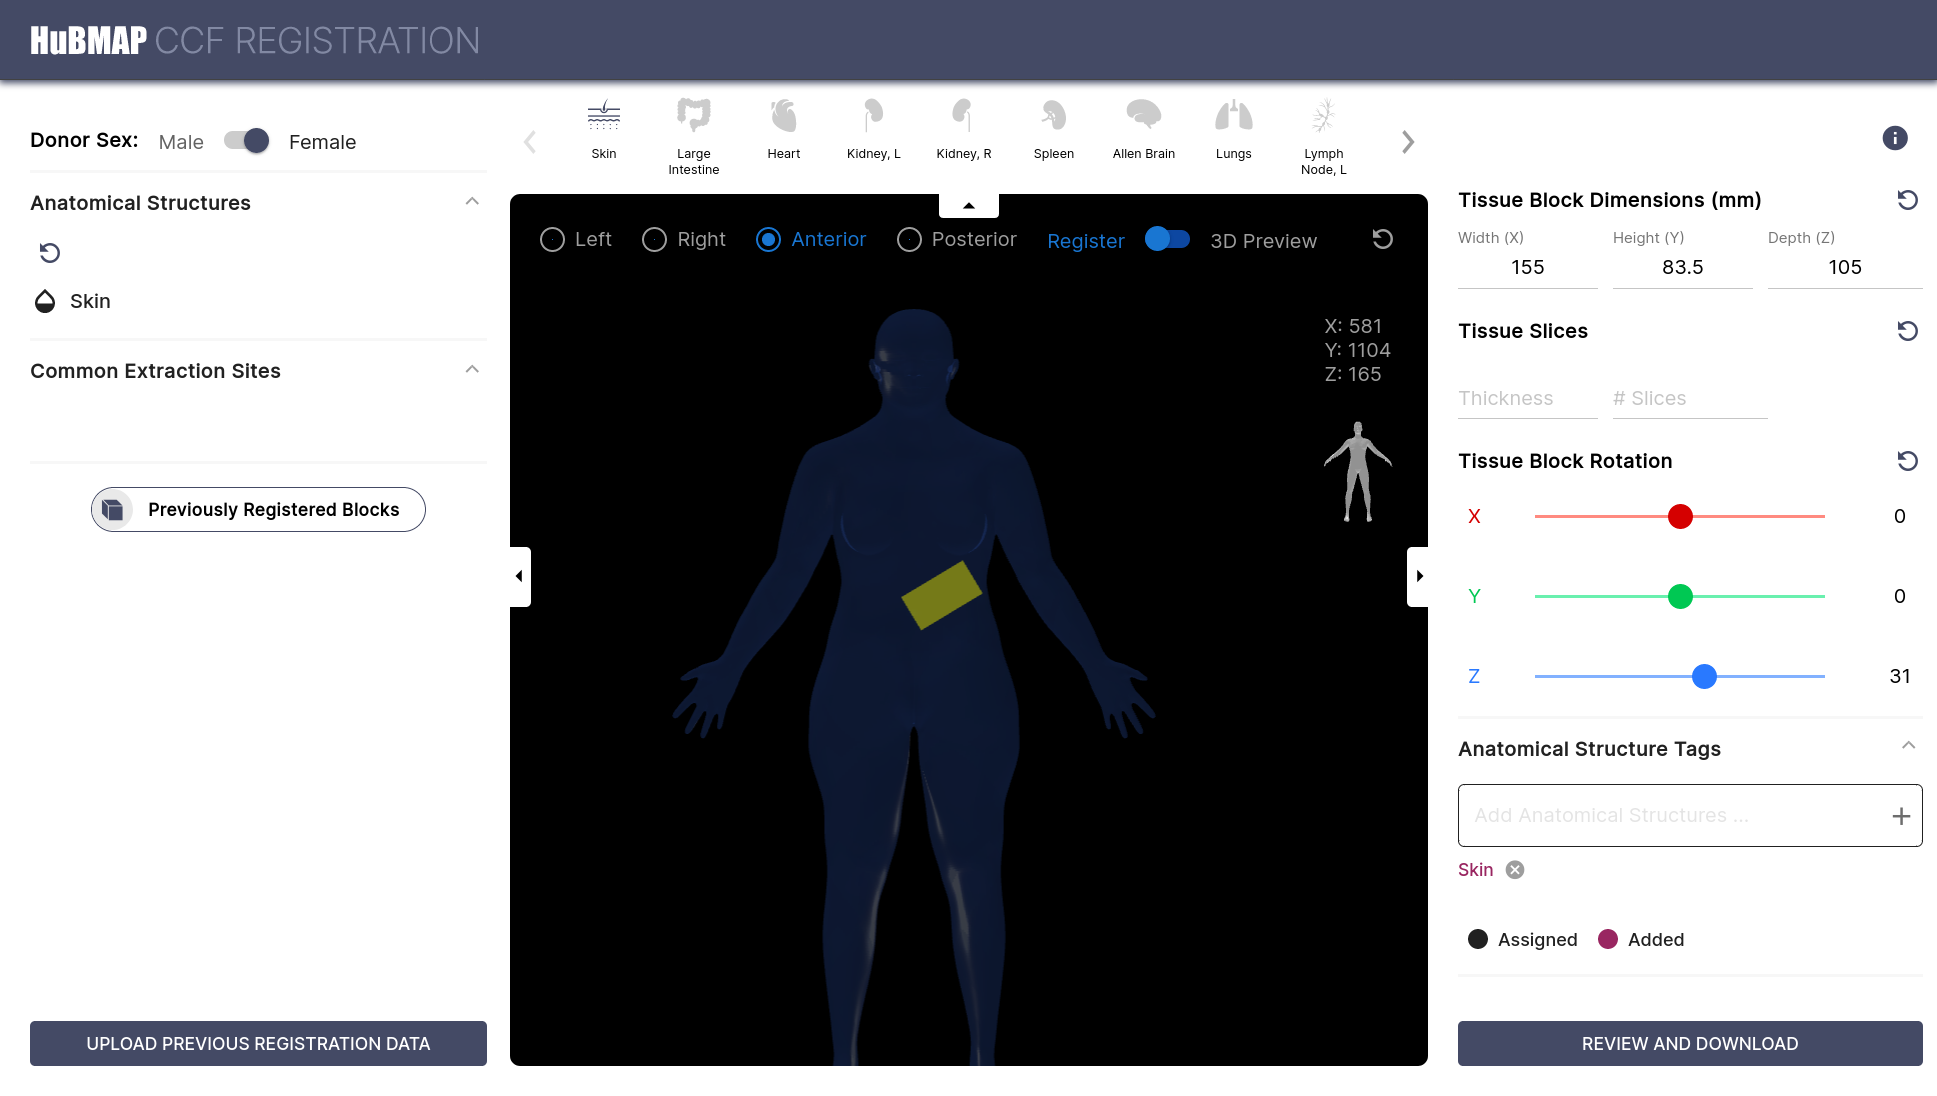 HuBMAP CCF REGISTRATION
Donor Sex: Male Female
Anatomical Structures
Skin
Common Extraction Sites
Previously Registered Blocks
UPLOAD PREVIOUS REGISTRATION DATA
Skin
Large
Intestine
Heart
Kidney, L
Kidney, R
Spleen
Allen Brain
Lungs
Lymph
Node, L
Left Right Anterior Posterior Register 3D Preview
X: 581
Y: 1104
Z: 165
Tissue Block Dimensions (mm)
Width (X) Height (Y) Depth (Z)
155 83.5 105
Tissue Slices
Thickness # Slices
Tissue Block Rotation
X 0
Y 0
Z 31
Anatomical Structure Tags
Add Anatomical Structures ...
Skin
Assigned Added
REVIEW AND DOWNLOAD